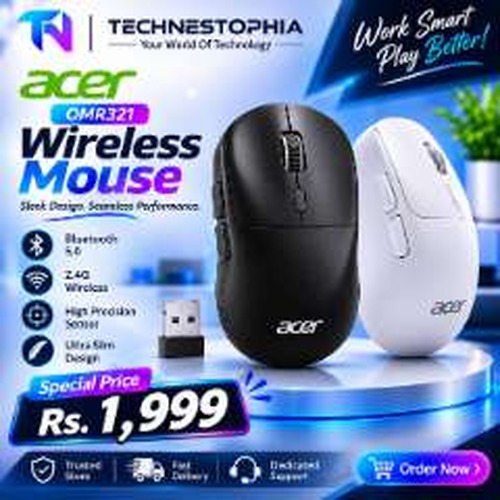 TN
TECHNESTOPHIA
Your World Of Technology
Work Smart
Play Better!
acer
OMR321
Wireless
Mouse
Sleek Design. Seamless Performance.
Bluetooth
5.0
2.4G
Wireless
High Precision
Sensor
Ultra Slim
Design
acer
acer
Special Price
Rs. 1,999
Trusted
Store
Fast
Delivery
Dedicated
Support
Order Now >